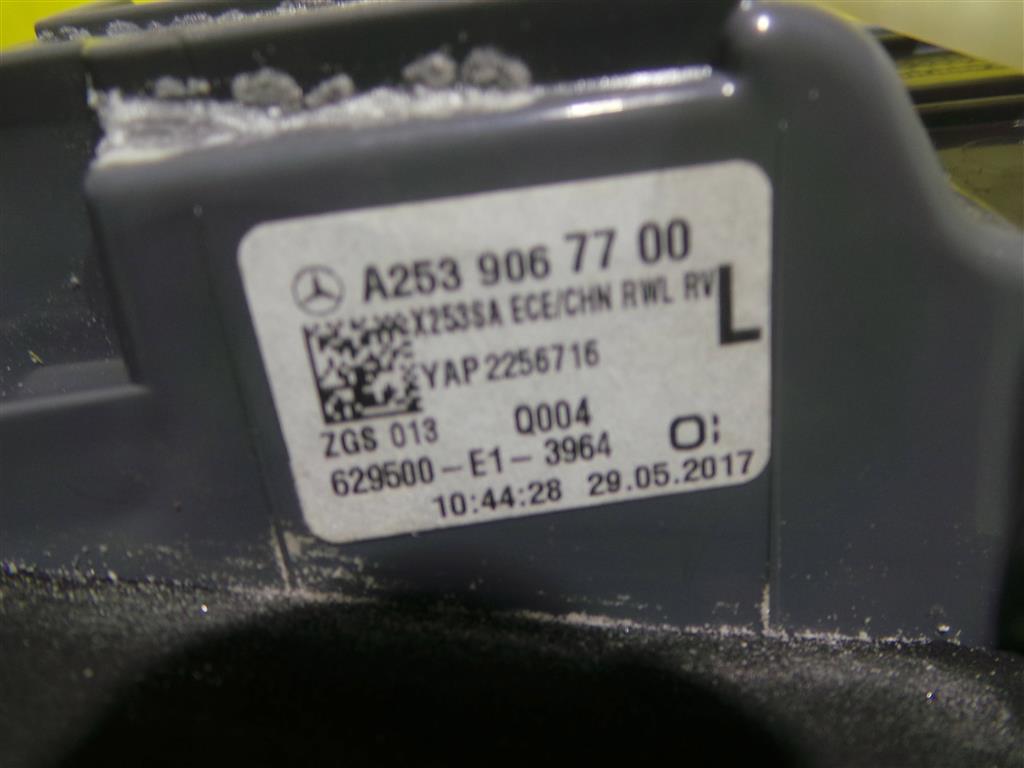 A253 906 77 00
X253SA ECE/CHN RWL RV
L
YAP 2256716
ZGS 013 Q004
629500-E1-3964
10:44:28 29.05.2017